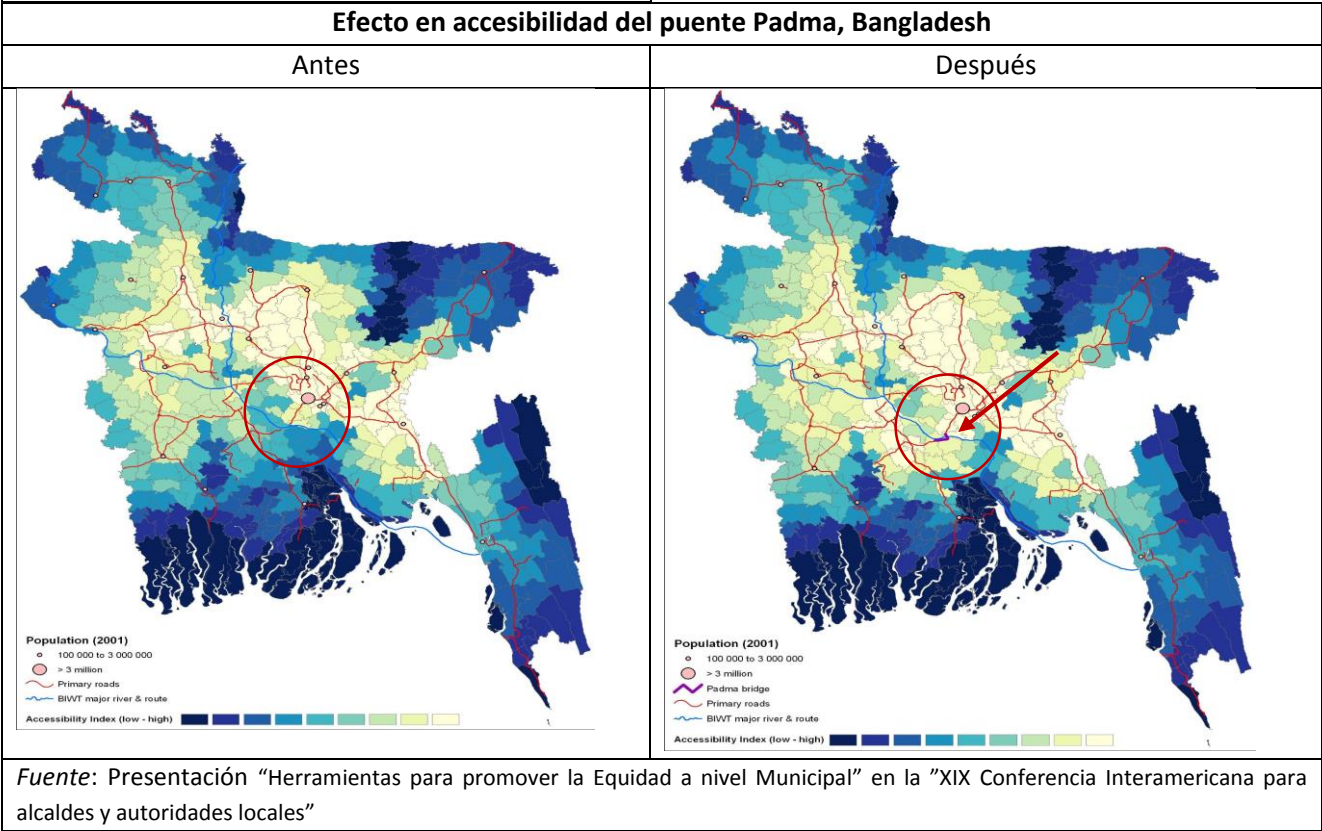 Efecto en accesibilidad del puente Padma, Bangladesh
Antes
Después
Population (2001)
100 000 to 3 000 000
> 3 million
Primary roads
BIWT major river & route
Accessibility Index (low - high)
Population (2001)
100 000 to 3 000 000
> 3 million
Padma bridge
Primary roads
BIWT major river & route
Accessibility Index (low - high)
Fuente: Presentación “Herramientas para promover la Equidad a nivel Municipal” en la ”XIX Conferencia Interamericana para
alcaldes y autoridades locales”